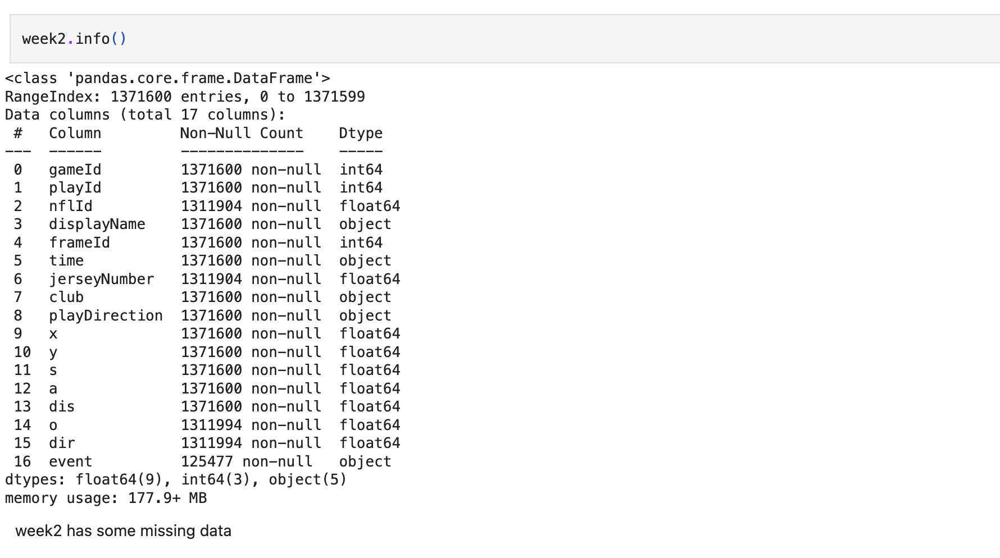 week2.info()
<class 'pandas.core.frame.DataFrame'>
RangeIndex: 1371600 entries, 0 to 1371599
Data columns (total 17 columns):
 #   Column         Non-Null Count    Dtype
---  ------         --------------    -----
 0   gameId         1371600 non-null  int64
 1   playId         1371600 non-null  int64
 2   nflId          1311904 non-null  float64
 3   displayName    1371600 non-null  object
 4   frameId        1371600 non-null  int64
 5   time           1371600 non-null  object
 6   jerseyNumber   1311904 non-null  float64
 7   club           1371600 non-null  object
 8   playDirection  1371600 non-null  object
 9   x              1371600 non-null  float64
 10  y              1371600 non-null  float64
 11  s              1371600 non-null  float64
 12  a              1371600 non-null  float64
 13  dis            1371600 non-null  float64
 14  o              1311994 non-null  float64
 15  dir            1311994 non-null  float64
 16  event          125477 non-null   object
dtypes: float64(9), int64(3), object(5)
memory usage: 177.9+ MB
week2 has some missing data